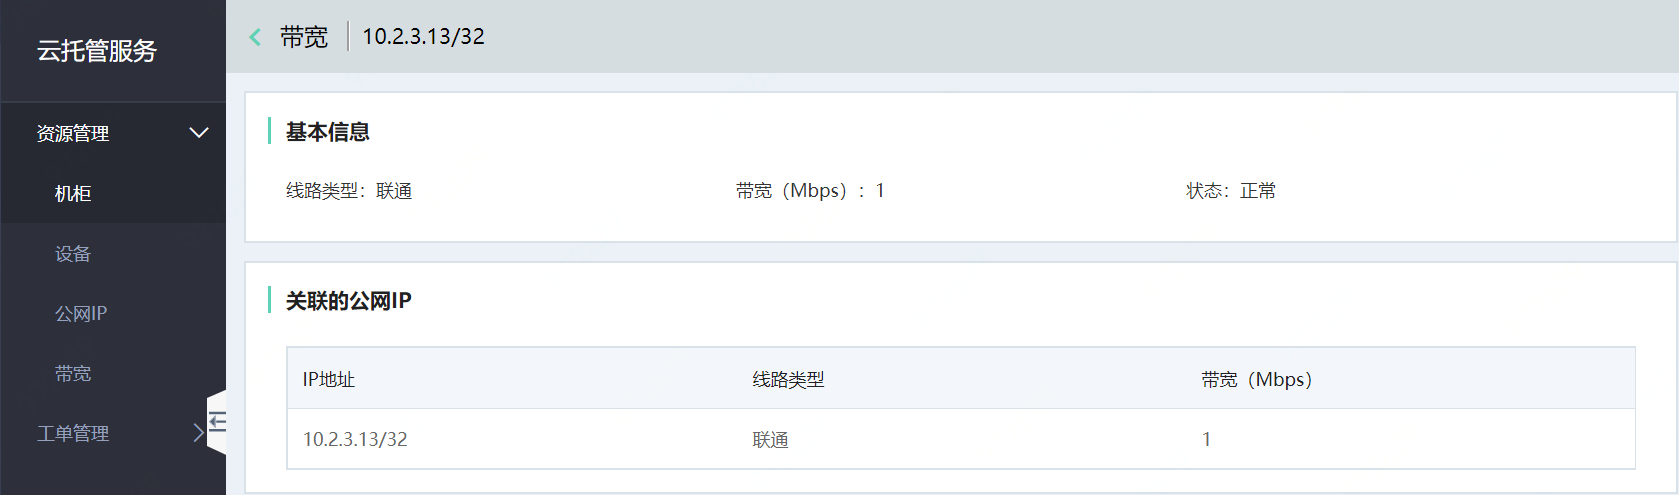 云托管服务
资源管理
机柜
设备
公网IP
带宽
工单管理
带宽 10.2.3.13/32
基本信息
线路类型：联通 带宽（Mbps）：1 状态：正常
关联的公网IP
IP地址 线路类型 带宽（Mbps）
10.2.3.13/32 联通 1